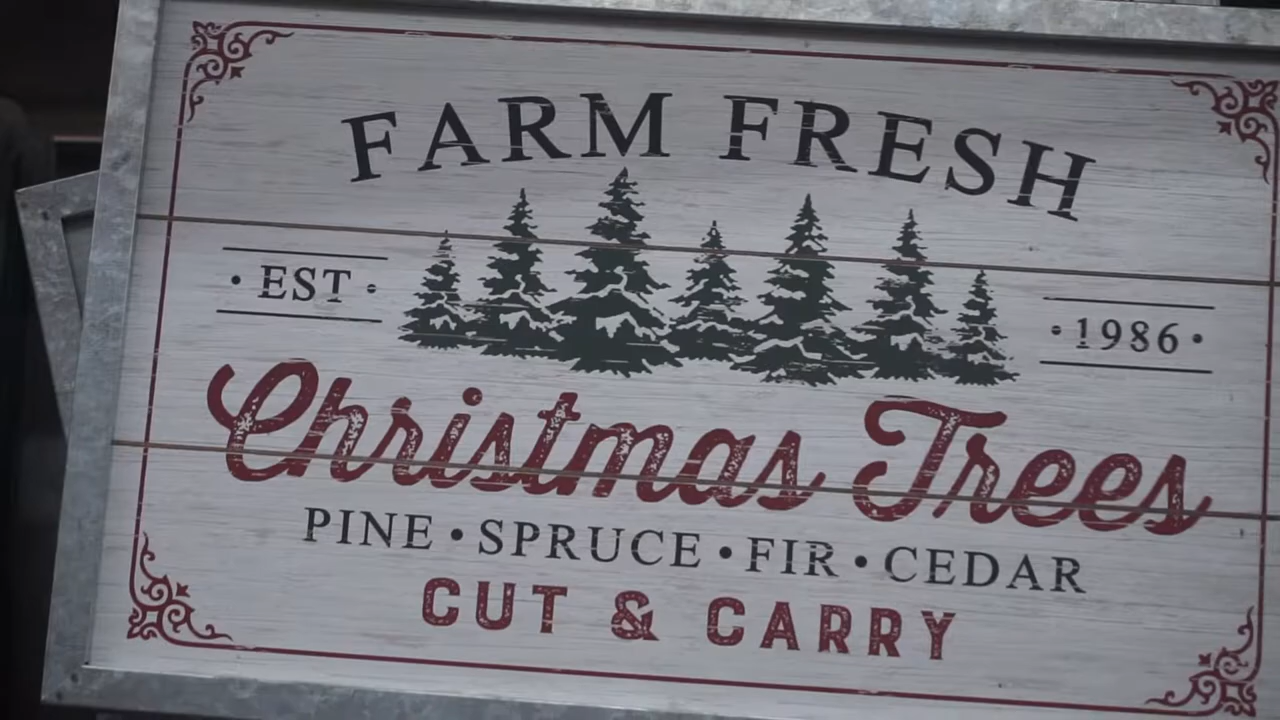 FARM FRESH
• EST •
• 1986 •
Christmas Trees
PINE • SPRUCE • FIR • CEDAR
CUT & CARRY